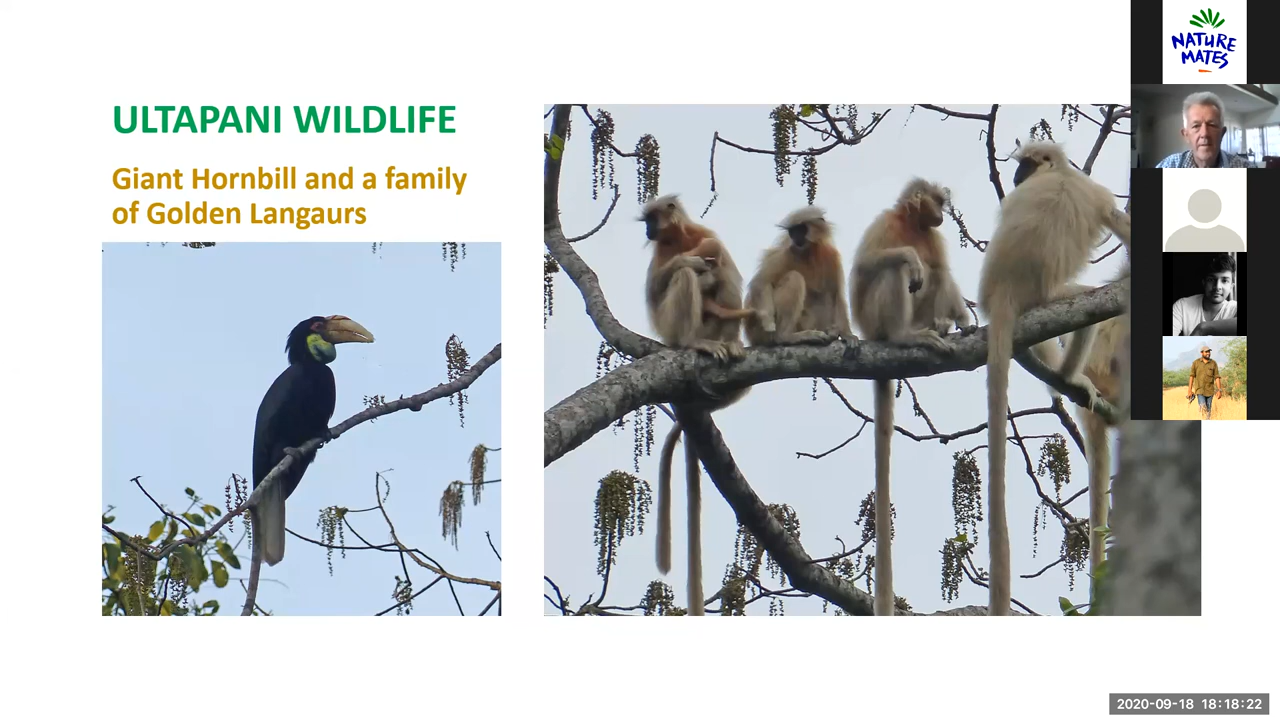 ULTAPANI WILDLIFE
Giant Hornbill and a family
of Golden Langaurs
NATURE
MATES
2020-09-18 18:18:22